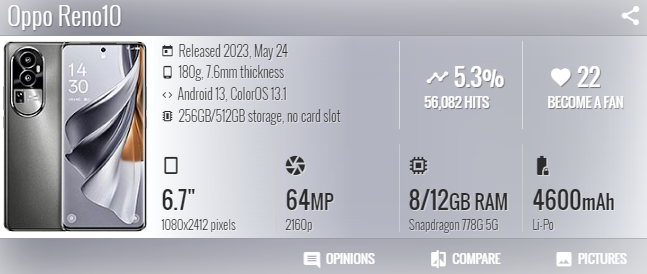 Oppo Reno10
14
30
Released 2023, May 24
180g, 7.6mm thickness
Android 13, ColorOS 13.1
256GB/512GB storage, no card slot
5.3%
56,082 HITS
22
BECOME A FAN
6.7"
1080x2412 pixels
64MP
2160p
8/12GB RAM
Snapdragon 778G 5G
4600mAh
Li-Po
OPINIONS
COMPARE
PICTURES